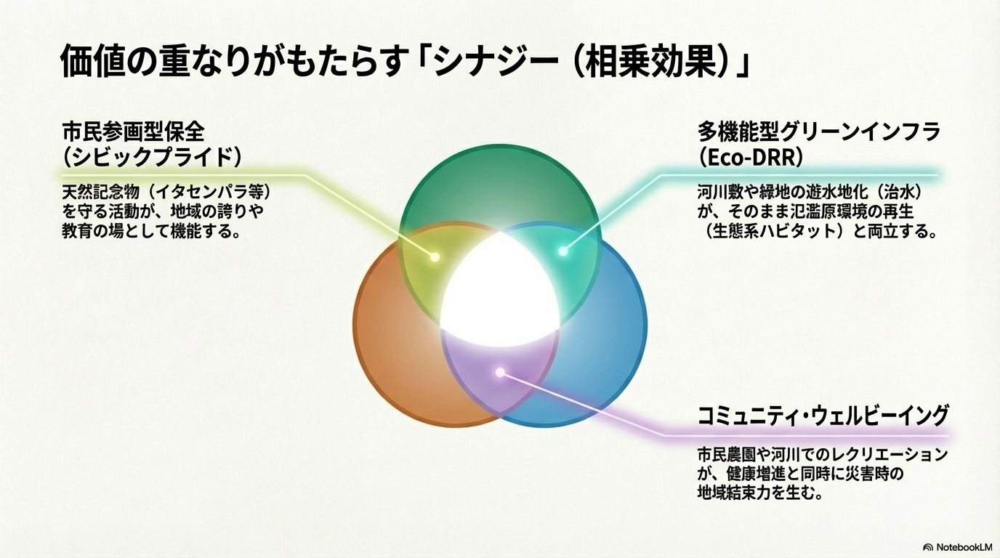 価値の重なりがもたらす「シナジー（相乗効果）」
市民参画型保全
（シビックプライド）
天然記念物（イタセンパラ等）
を守る活動が、地域の誇りや
教育の場として機能する。
多機能型グリーンインフラ
（Eco-DRR）
河川敷や緑地の遊水地化（治水）
が、そのまま氾濫原環境の再生
（生態系ハビタット）と両立する。
コミュニティ・ウェルビーイング
市民農園や河川でのレクリエーション
が、健康増進と同時に災害時の
地域結束力を生む。
NotebookLM